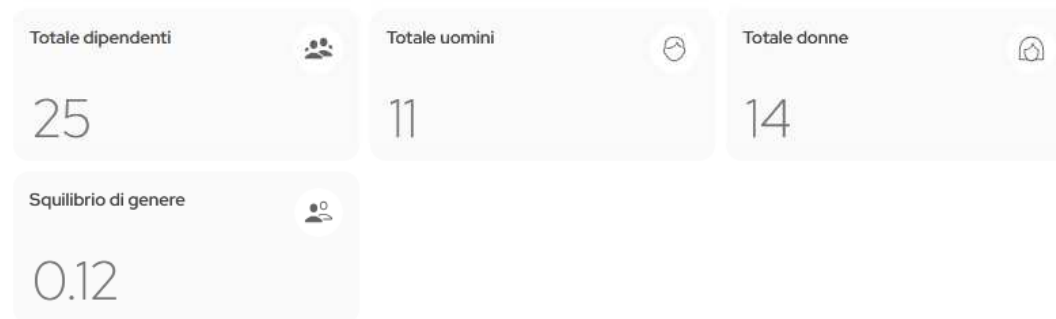 Totale dipendenti
25
Totale uomini
11
Totale donne
14
Squilibrio di genere
0.12